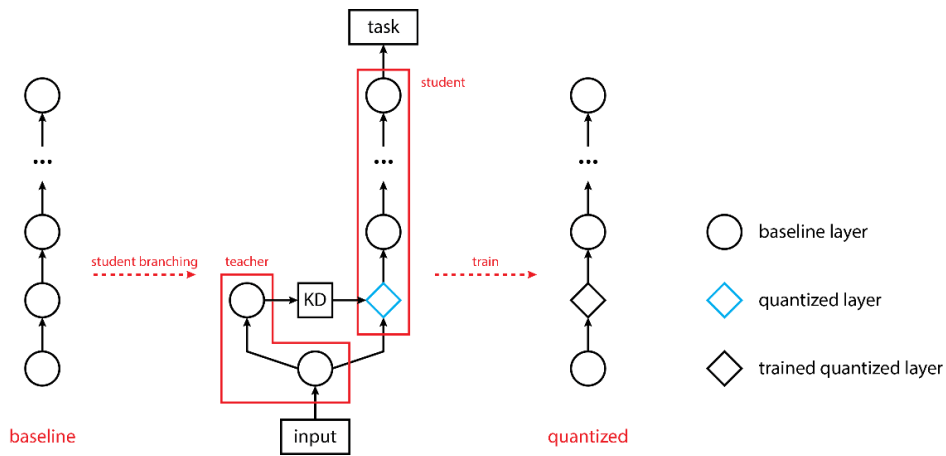 task
student
...
...
...
student branching
teacher
train
KD
baseline layer
quantized layer
trained quantized layer
baseline
input
quantized